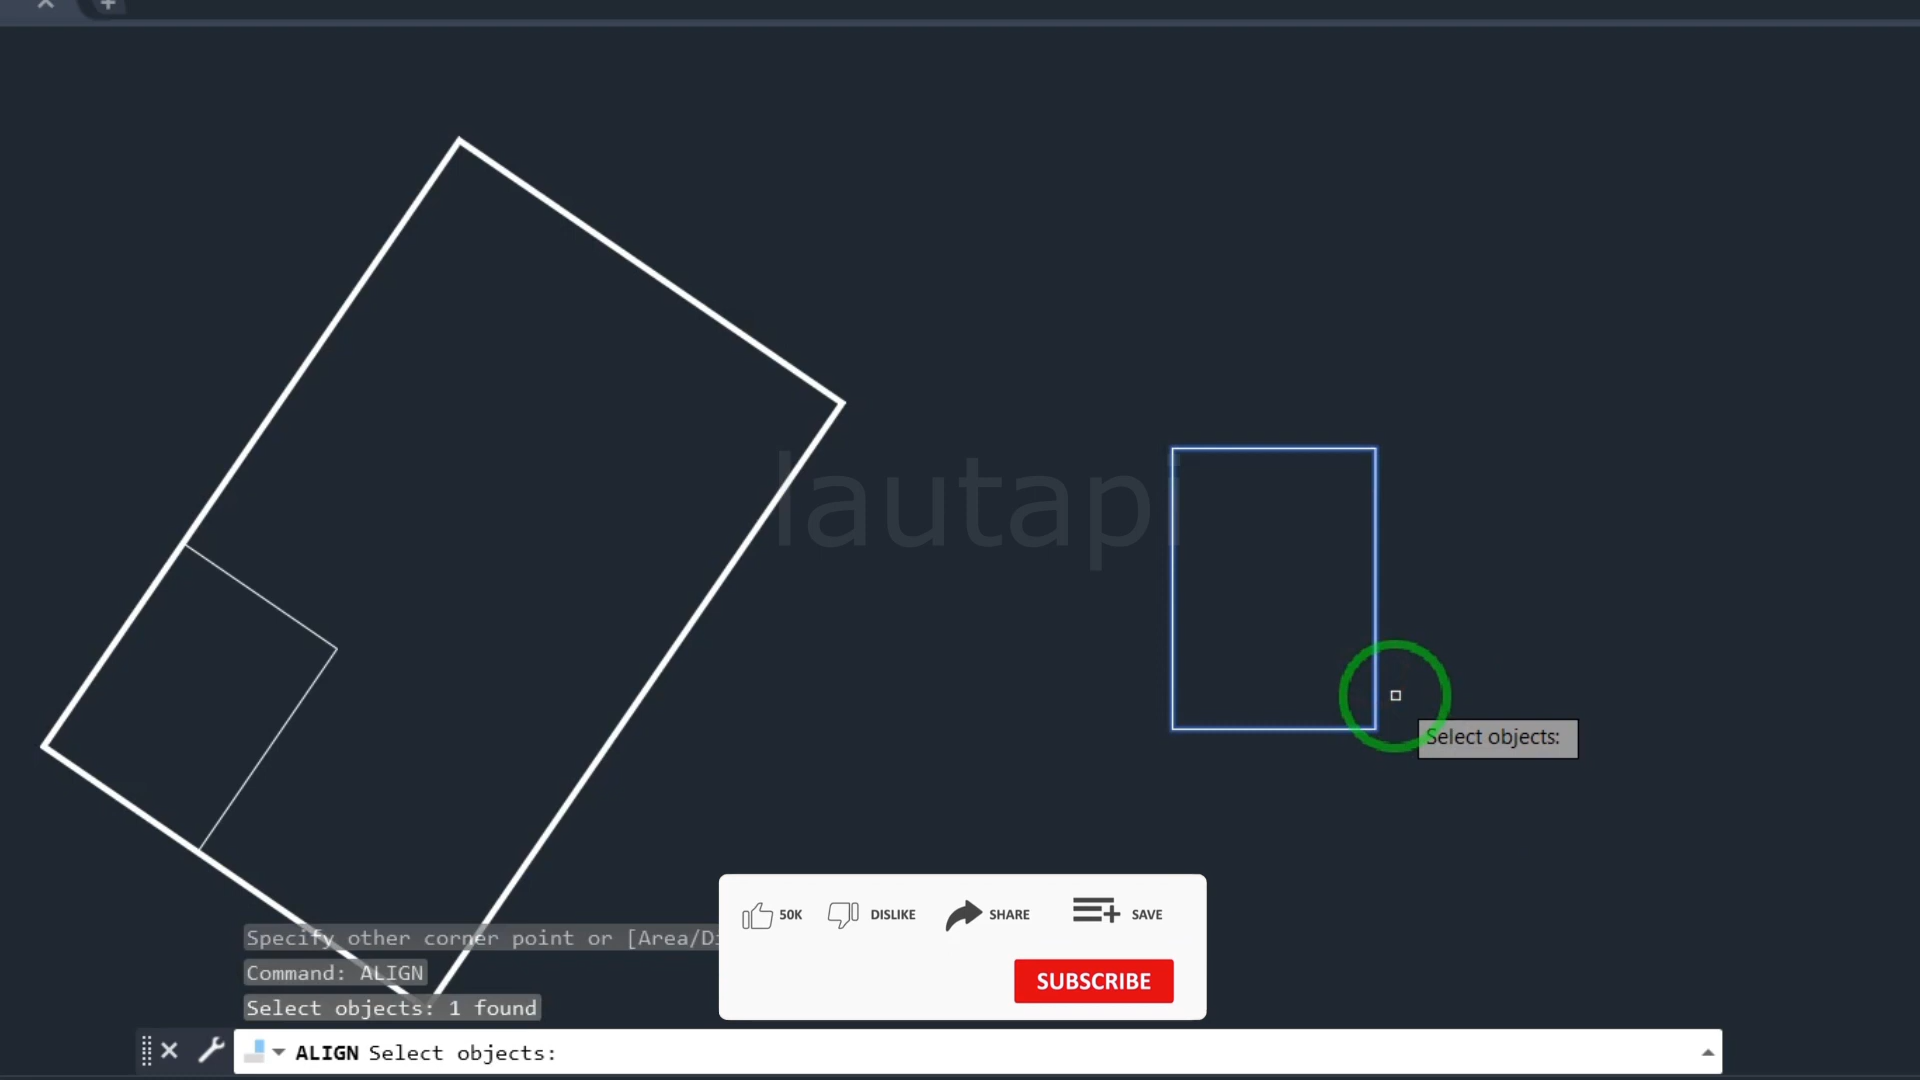 lautapi
Select objects:
50K DISLIKE SHARE SAVE
SUBSCRIBE
Specify other corner point or [Area/Di
Command: ALIGN
Select objects: 1 found
ALIGN Select objects: